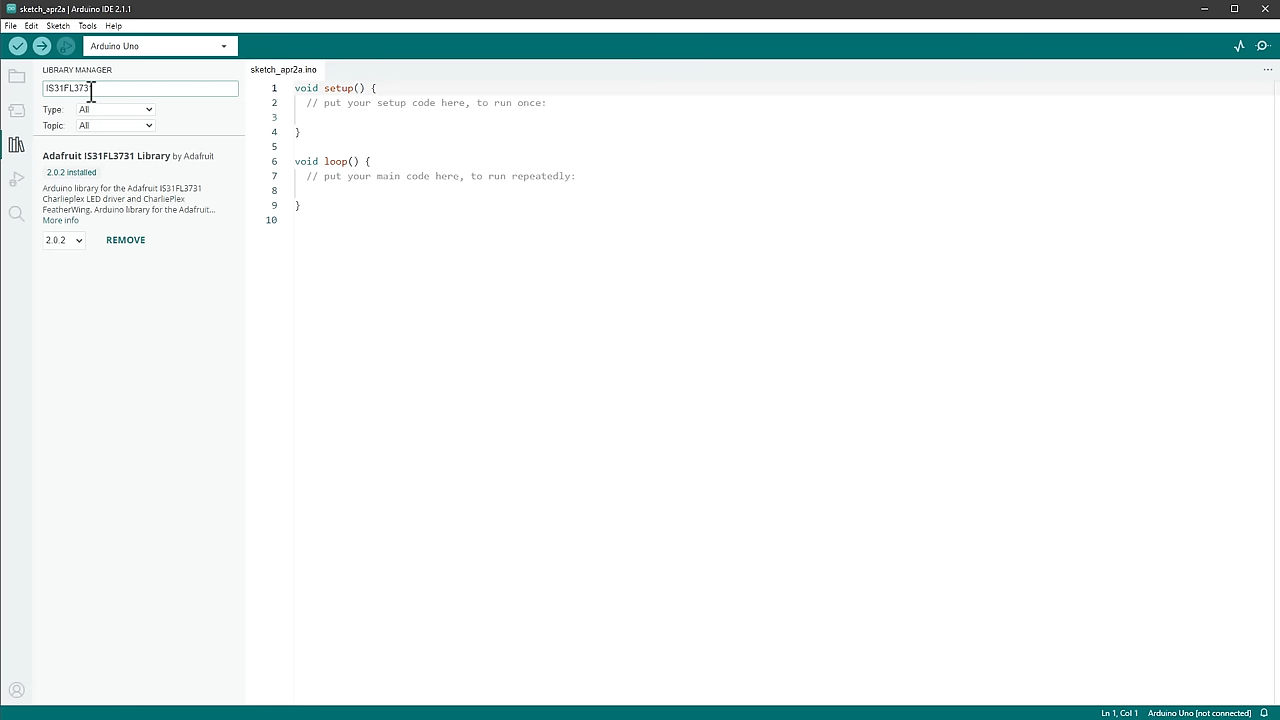 sketch_apr2a | Arduino IDE 2.1.1
File Edit Sketch Tools Help
Arduino Uno
LIBRARY MANAGER
IS31FL3731
Type: All
Topic: All
Adafruit IS31FL3731 Library by Adafruit
2.0.2 installed
Arduino library for the Adafruit IS31FL3731
Charlieplex LED driver and CharliePlex
FeatherWing. Arduino library for the Adafruit...
More info
2.0.2 REMOVE
sketch_apr2a.ino
1 void setup() {
2 // put your setup code here, to run once:
3
4 }
5
6 void loop() {
7 // put your main code here, to run repeatedly:
8
9 }
10
Ln 1, Col 1 Arduino Uno [not connected]